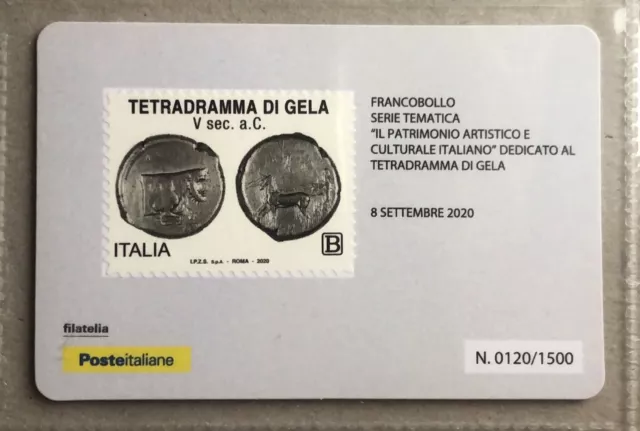 TETRADRAMMA DI GELA
V sec. a.C.
ITALIA
B
I.P.Z.S. S.p.A. - ROMA - 2020
FRANCOBOLLO
SERIE TEMATICA
"IL PATRIMONIO ARTISTICO E
CULTURALE ITALIANO" DEDICATO AL
TETRADRAMMA DI GELA
8 SETTEMBRE 2020
filatelia
Posteitaliane
N. 0120/1500